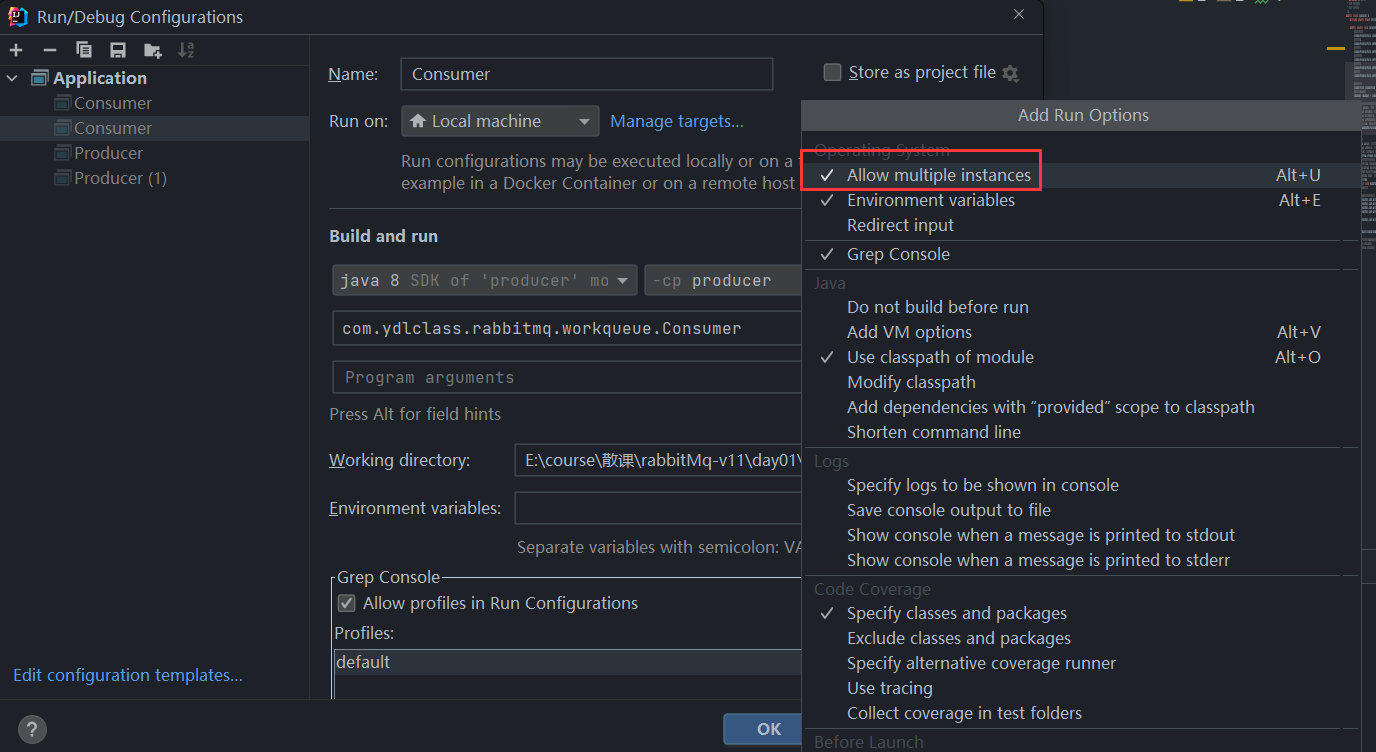 Run/Debug Configurations
Application
Consumer
Consumer
Producer
Producer (1)
Edit configuration templates...
?
Name:
Consumer
Store as project file
Run on:
Local machine
Manage targets...
Run configurations may be executed locally or on a
example in a Docker Container or on a remote host
Build and run
java 8 SDK of 'producer' mo
-cp producer
com.ydlclass.rabbitmq.workqueue.Consumer
Program arguments
Press Alt for field hints
Working directory:
E:\course\散课\rabbitMq-v11\day01\
Environment variables:
Separate variables with semicolon: VA
Grep Console
Allow profiles in Run Configurations
Profiles:
default
OK
Add Run Options
Operating System
Allow multiple instances Alt+U
Environment variables Alt+E
Redirect input
Grep Console
Java
Do not build before run
Add VM options Alt+V
Use classpath of module Alt+O
Modify classpath
Add dependencies with “provided” scope to classpath
Shorten command line
Logs
Specify logs to be shown in console
Save console output to file
Show console when a message is printed to stdout
Show console when a message is printed to stderr
Code Coverage
Specify classes and packages
Exclude classes and packages
Specify alternative coverage runner
Use tracing
Collect coverage in test folders
Before Launch